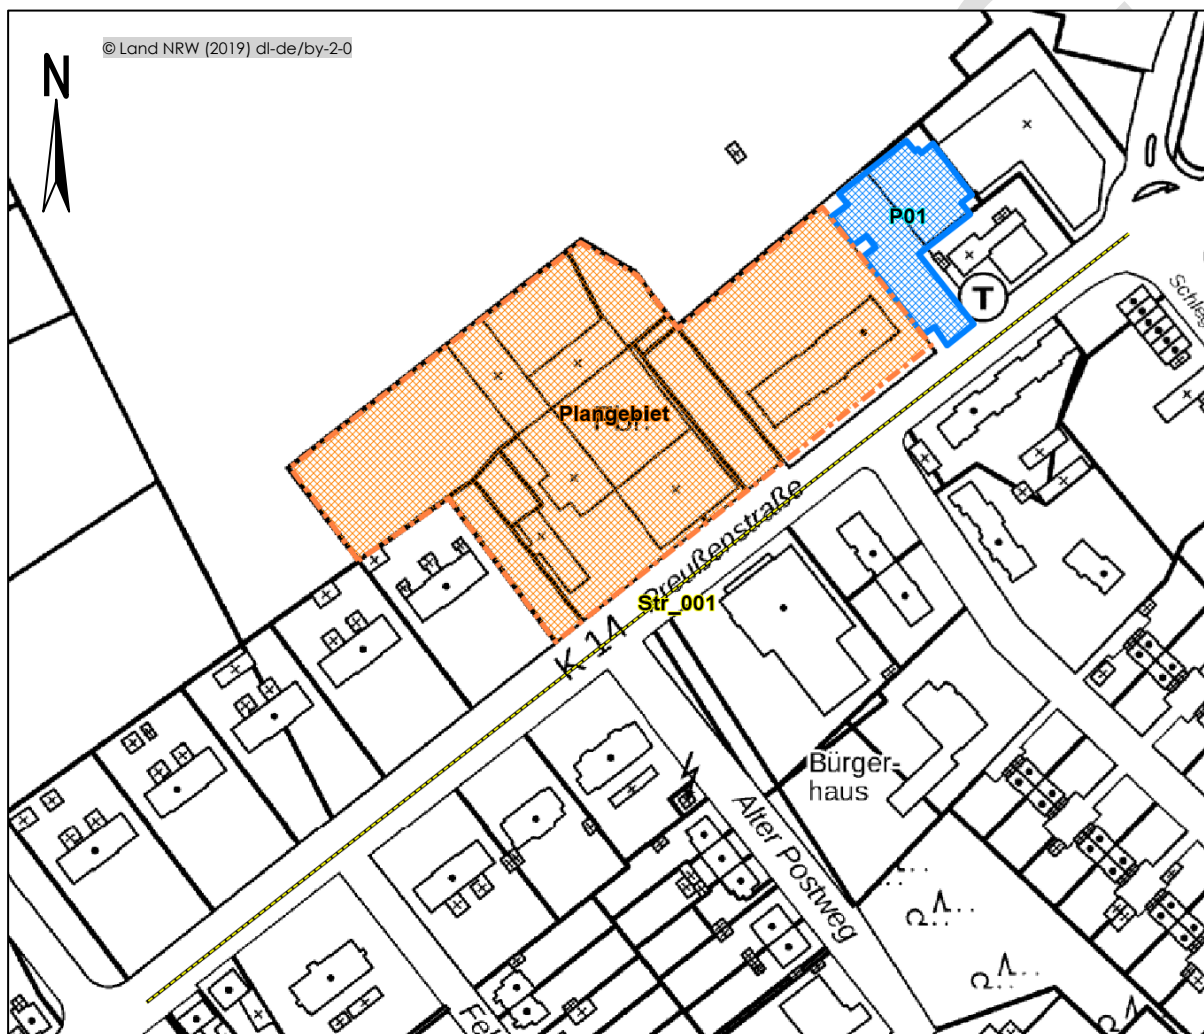 © Land NRW (2019) dl-de/by-2-0
N
P01
T
Plangebiet
Preußenstraße
Str_001
K 14
Bürger-
haus
Alter Postweg